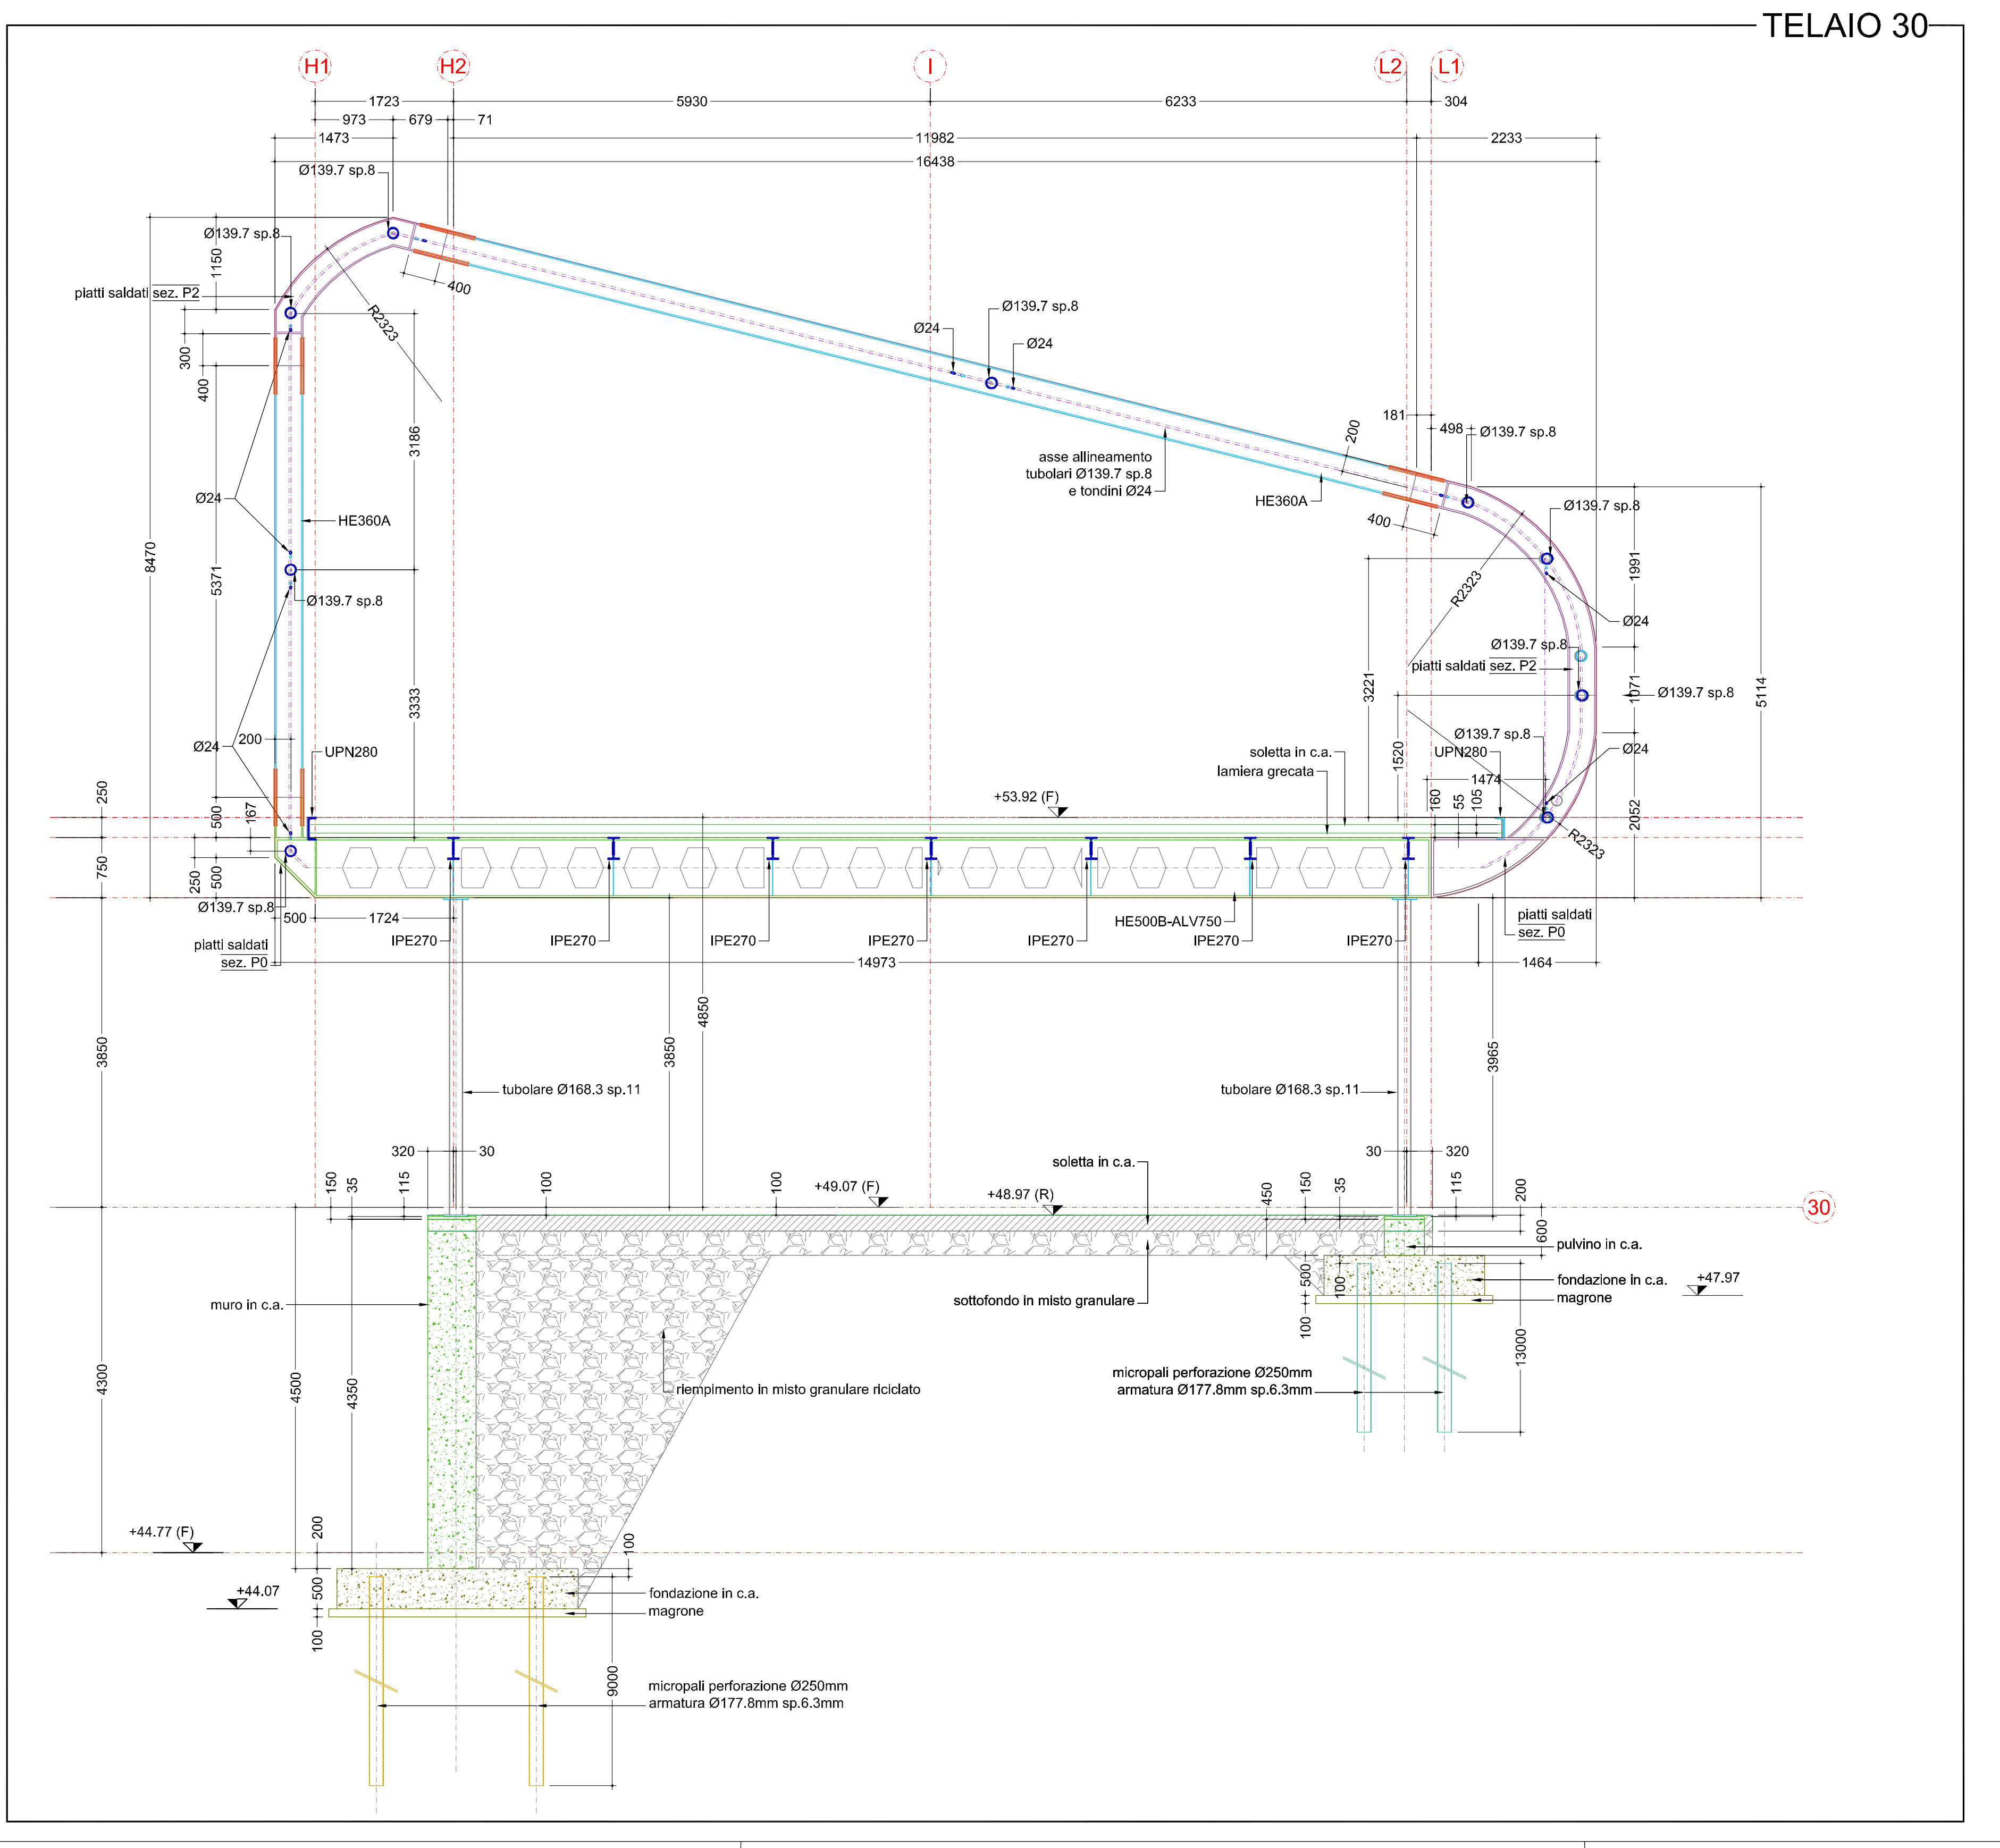 TELAIO 30
H1
H2
I
L2
L1
1723
5930
6233
304
973
679
71
1473
11982
2233
16438
Ø139.7 sp.8
Ø139.7 sp.8
1150
piatti saldati sez. P2
400
R2323
300
400
Ø139.7 sp.8
Ø24
Ø24
3186
181
498
200
Ø139.7 sp.8
asse allineamento
tubolari Ø139.7 sp.8
e tondini Ø24
HE360A
400
Ø24
HE360A
Ø139.7 sp.8
8470
5371
Ø139.7 sp.8
1991
R2323
Ø24
Ø139.7 sp.8
piatti saldati sez. P2
3221
3333
1071
Ø139.7 sp.8
5114
Ø139.7 sp.8
Ø24
200
UPN280
1520
soletta in c.a.
UPN280
Ø24
lamiera grecata
1474
250
500
167
+53.92 (F)
160
55
105
2052
R2323
750
250
500
Ø139.7 sp.8
500
1724
HE500B-ALV750
piatti saldati
sez. P0
IPE270
IPE270
IPE270
IPE270
IPE270
IPE270
IPE270
piatti saldati
sez. P0
14973
1464
3850
3850
4850
3965
tubolare Ø168.3 sp.11
tubolare Ø168.3 sp.11
320
30
30
320
soletta in c.a.
150
35
115
100
100
+49.07 (F)
+48.97 (R)
450
150
35
115
200
600
30
pulvino in c.a.
500
100
fondazione in c.a.
+47.97
magrone
100
muro in c.a.
sottofondo in misto granulare
13000
4300
4500
4350
riempimento in misto granulare riciclato
micropali perforazione Ø250mm
armatura Ø177.8mm sp.6.3mm
+44.77 (F)
200
100
+44.07
500
fondazione in c.a.
magrone
100
9000
micropali perforazione Ø250mm
armatura Ø177.8mm sp.6.3mm